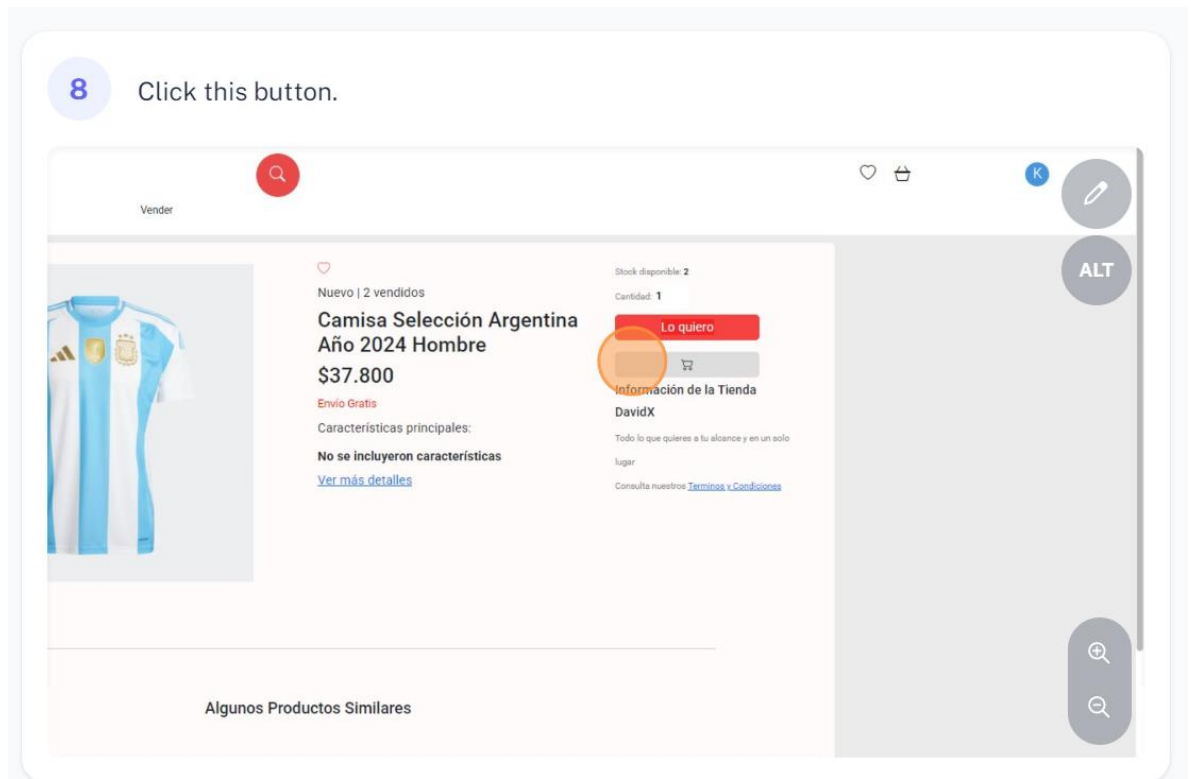 8
Click this button.
K
Vender
ALT
Nuevo | 2 vendidos
Camisa Selección Argentina
Año 2024 Hombre
$37.800
Envío Gratis
Características principales:
No se incluyeron características
Ver más detalles
Stock disponible: 2
Cantidad: 1
Lo quiero
Información de la Tienda
DavidX
Todo lo que quieres a tu alcance y en un solo
lugar
Consulta nuestros Terminos y Condiciones
Algunos Productos Similares